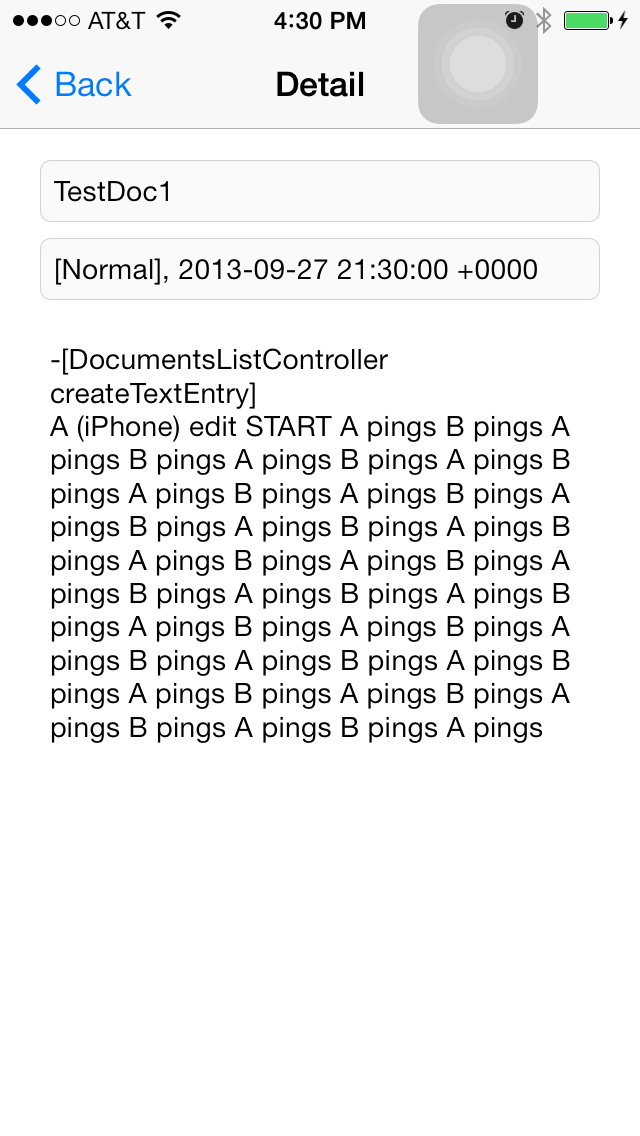 AT&T 4:30 PM
Back Detail
TestDoc1
[Normal], 2013-09-27 21:30:00 +0000
-[DocumentsListController
createTextEntry]
A (iPhone) edit START A pings B pings A
pings B pings A pings B pings A pings B
pings A pings B pings A pings B pings A
pings B pings A pings B pings A pings B
pings A pings B pings A pings B pings A
pings B pings A pings B pings A pings B
pings A pings B pings A pings B pings A
pings B pings A pings B pings A pings B
pings A pings B pings A pings B pings A
pings B pings A pings B pings A pings